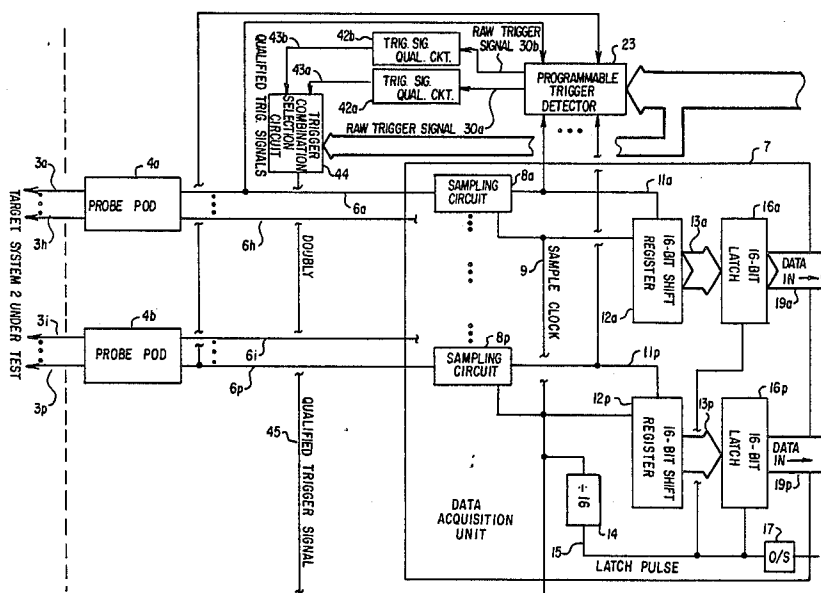 43b
42b
TRIG. SIG.
QUAL. CKT.
RAW TRIGGER
SIGNAL 30b
23
QUALIFIED TRIG. SIGNALS
43a
TRIG. SIG.
QUAL. CKT.
42a
PROGRAMMABLE
TRIGGER
DETECTOR
TRIGGER
COMBINATION
SELECTION
CIRCUIT
RAW TRIGGER SIGNAL 30a
44
7
3a
4a
PROBE POD
3h
6a
6h
SAMPLING
CIRCUIT
8a
11a
16a
13a
16-BIT SHIFT
REGISTER
12a
16-BIT
LATCH
DATA
IN
19a
TARGET SYSTEM 2 UNDER TEST
DOUBLY
9
SAMPLE CLOCK
3i
4b
PROBE POD
3p
6i
6p
8p
SAMPLING
CIRCUIT
11p
12p
16p
13p
16-BIT SHIFT
REGISTER
16-BIT
LATCH
DATA
IN
19p
45
QUALIFIED TRIGGER SIGNAL
DATA
ACQUISITION
UNIT
÷16
14
15
LATCH PULSE
17
O/S